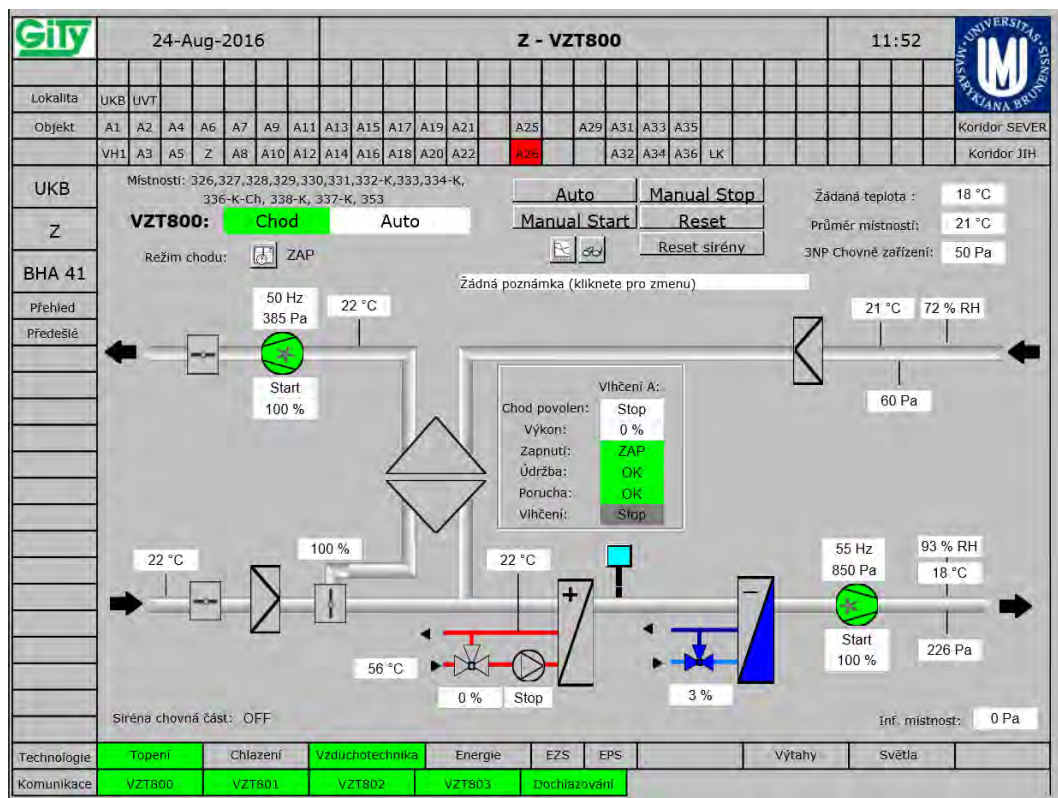 GiTy
24-Aug-2016
Z - VZT800
11:52
UNIVERSITAS MASARYKIANA BRUNENSIS
Lokalita UKB UVT
Objekt A1 A2 A4 A6 A7 A9 A11 A13 A15 A17 A19 A21 A25 A29 A31 A33 A35 Koridor SEVER
VH1 A3 A5 Z A8 A10 A12 A14 A16 A18 A20 A22 A26 A32 A34 A36 LK Koridor JIH
UKB
Z
BHA 41
Přehled
Předešlé
Místnosti: 326,327,328,329,330,331,332-K,333,334-K,
336-K-Ch, 338-K, 337-K, 353
VZT800: Chod Auto
Režim chodu: ZAP
Auto Manual Stop
Manual Start Reset
Reset sirény
Žádaná teplota : 18 °C
Průměr místností: 21 °C
3NP Chovné zařízení: 50 Pa
Žádná poznámka (kliknete pro zmenu)
50 Hz
385 Pa
22 °C
21 °C 72 % RH
Start
100 %
60 Pa
Vlhčení A:
Chod povolen: Stop
Výkon: 0 %
Zapnutí: ZAP
Údržba: OK
Porucha: OK
Vlhčení: Stop
22 °C
100 %
22 °C
55 Hz
850 Pa
93 % RH
18 °C
+
−
56 °C
0 %
Stop
3 %
Start
100 %
226 Pa
Siréna chovná část: OFF
Inf. místnost: 0 Pa
Technologie Topení Chlazení Vzduchotechnika Energie EZS EPS Výtahy Světla
Komunikace VZT800 VZT801 VZT802 VZT803 Dochlazování